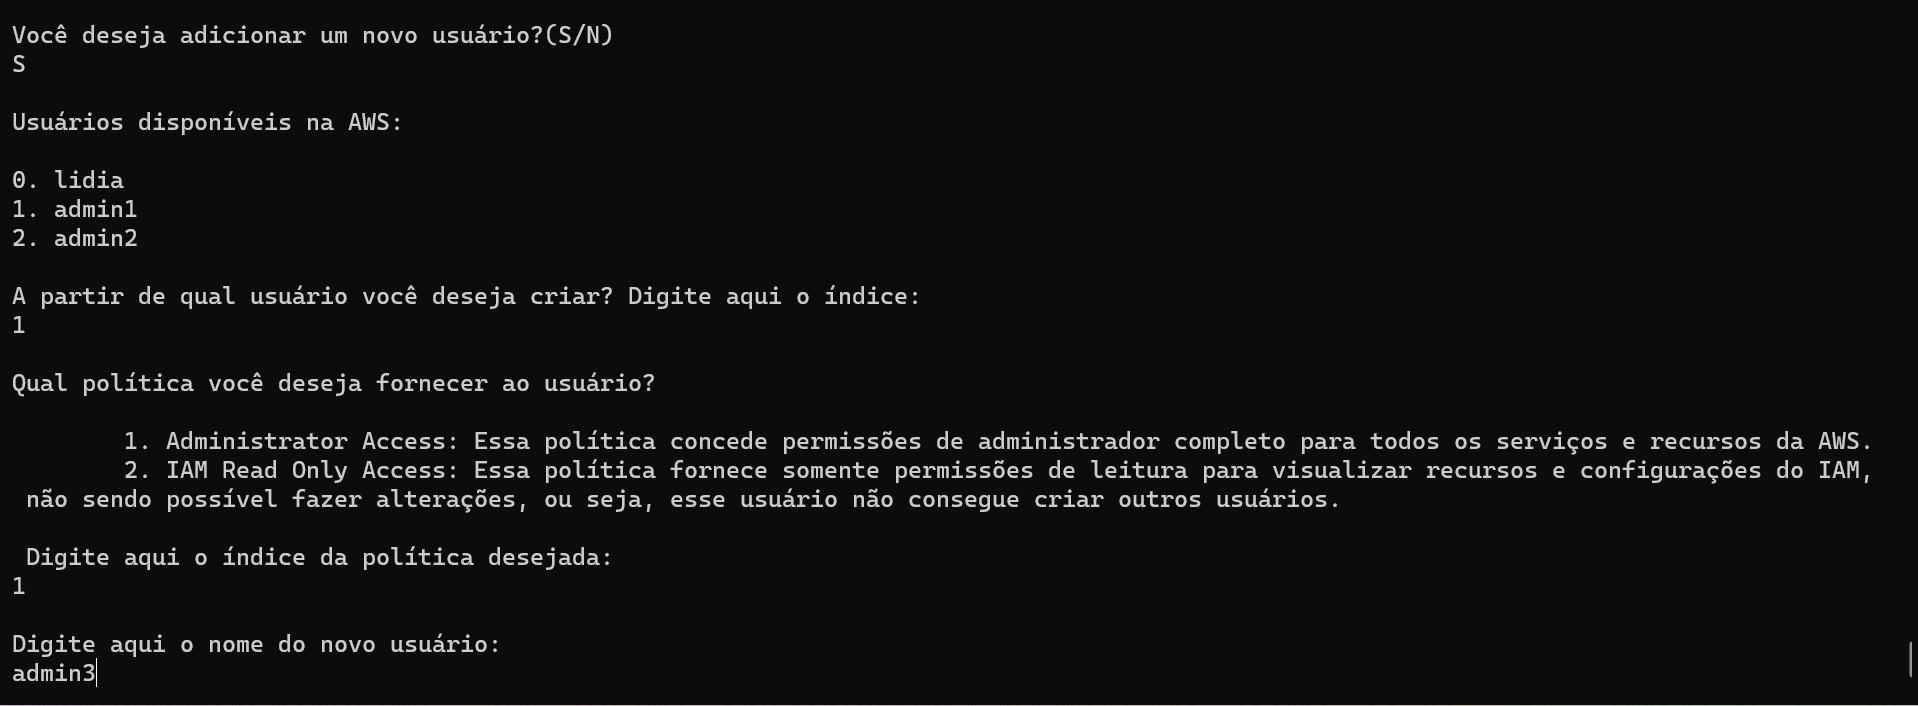 Você deseja adicionar um novo usuário?(S/N)
S
Usuários disponíveis na AWS:
0. lidia
1. admin1
2. admin2
A partir de qual usuário você deseja criar? Digite aqui o índice:
1
Qual política você deseja fornecer ao usuário?
1. Administrator Access: Essa política concede permissões de administrador completo para todos os serviços e recursos da AWS.
2. IAM Read Only Access: Essa política fornece somente permissões de leitura para visualizar recursos e configurações do IAM,
não sendo possível fazer alterações, ou seja, esse usuário não consegue criar outros usuários.
Digite aqui o índice da política desejada:
1
Digite aqui o nome do novo usuário:
admin3